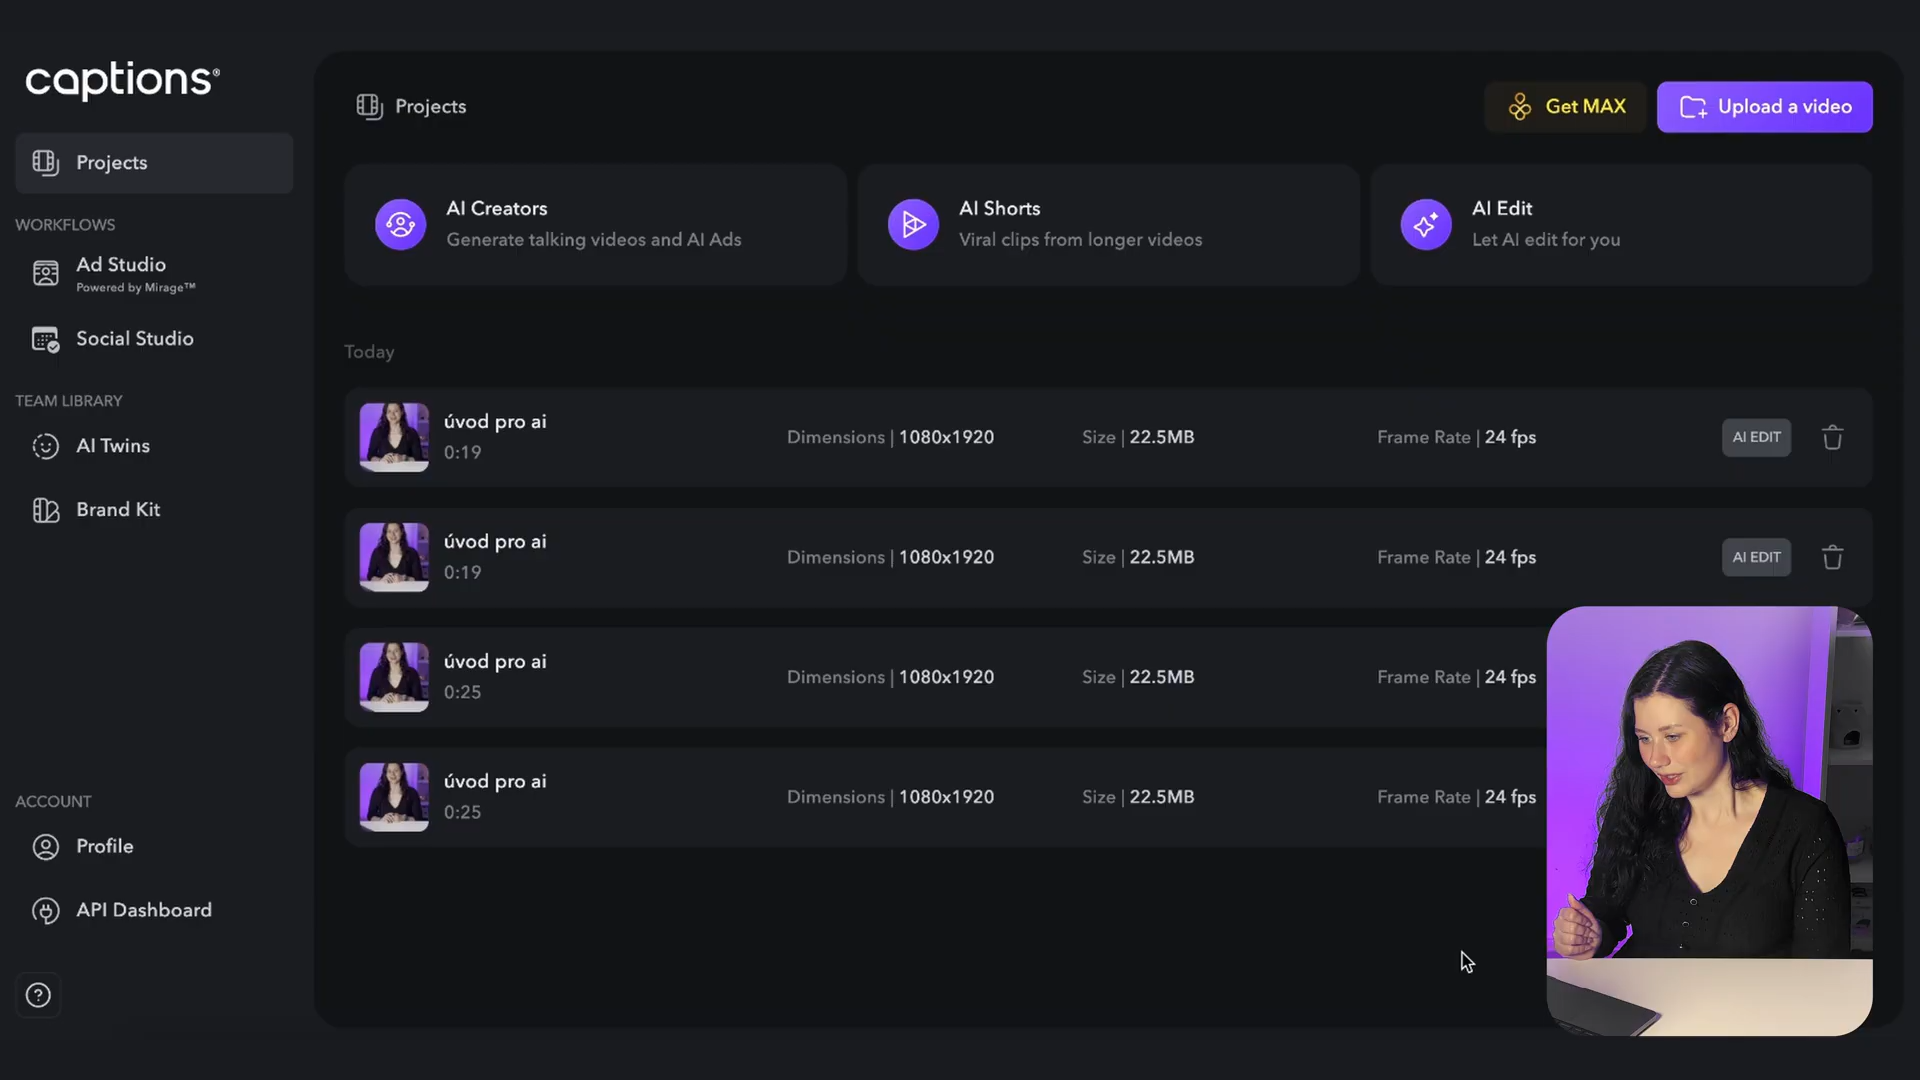 captions®
Projects
WORKFLOWS
Ad Studio
Powered by Mirage™
Social Studio
TEAM LIBRARY
AI Twins
Brand Kit
ACCOUNT
Profile
API Dashboard
?
Projects
Get MAX
Upload a video
AI Creators
Generate talking videos and AI Ads
AI Shorts
Viral clips from longer videos
AI Edit
Let AI edit for you
Today
úvod pro ai
0:19
Dimensions | 1080x1920
Size | 22.5MB
Frame Rate | 24 fps
AI EDIT
úvod pro ai
0:19
Dimensions | 1080x1920
Size | 22.5MB
Frame Rate | 24 fps
AI EDIT
úvod pro ai
0:25
Dimensions | 1080x1920
Size | 22.5MB
Frame Rate | 24 fps
úvod pro ai
0:25
Dimensions | 1080x1920
Size | 22.5MB
Frame Rate | 24 fps